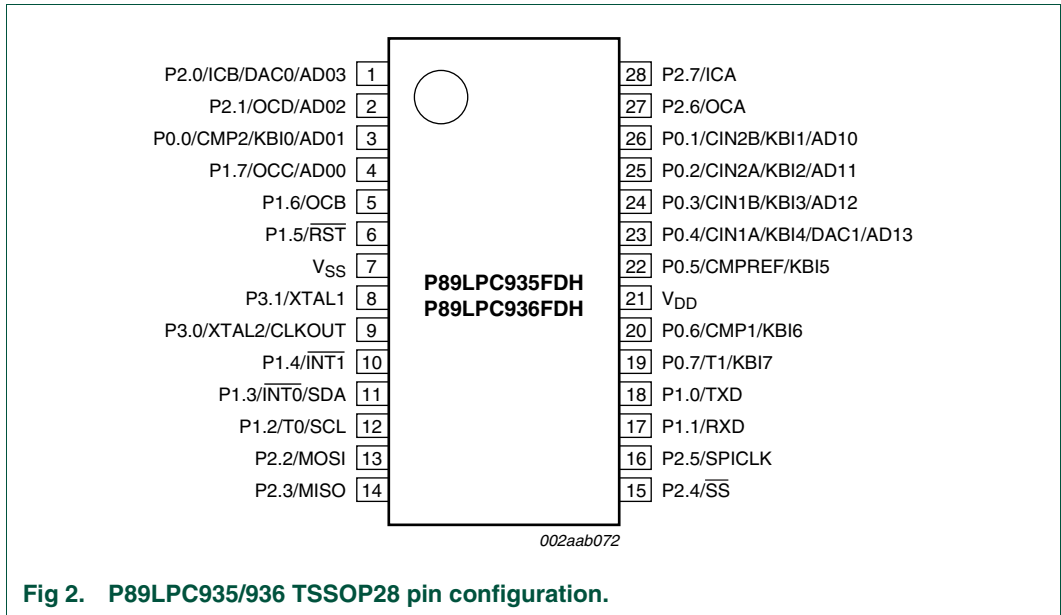 P2.0/ICB/DAC0/AD03 1
P2.1/OCD/AD02 2
P0.0/CMP2/KBI0/AD01 3
P1.7/OCC/AD00 4
P1.6/OCB 5
P1.5/R̅S̅T̅ 6
VSS 7
P3.1/XTAL1 8
P3.0/XTAL2/CLKOUT 9
P1.4/I̅N̅T̅1̅ 10
P1.3/I̅N̅T̅0̅/SDA 11
P1.2/T0/SCL 12
P2.2/MOSI 13
P2.3/MISO 14
P89LPC935FDH
P89LPC936FDH
28 P2.7/ICA
27 P2.6/OCA
26 P0.1/CIN2B/KBI1/AD10
25 P0.2/CIN2A/KBI2/AD11
24 P0.3/CIN1B/KBI3/AD12
23 P0.4/CIN1A/KBI4/DAC1/AD13
22 P0.5/CMPREF/KBI5
21 VDD
20 P0.6/CMP1/KBI6
19 P0.7/T1/KBI7
18 P1.0/TXD
17 P1.1/RXD
16 P2.5/SPICLK
15 P2.4/S̅S̅
002aab072
Fig 2. P89LPC935/936 TSSOP28 pin configuration.